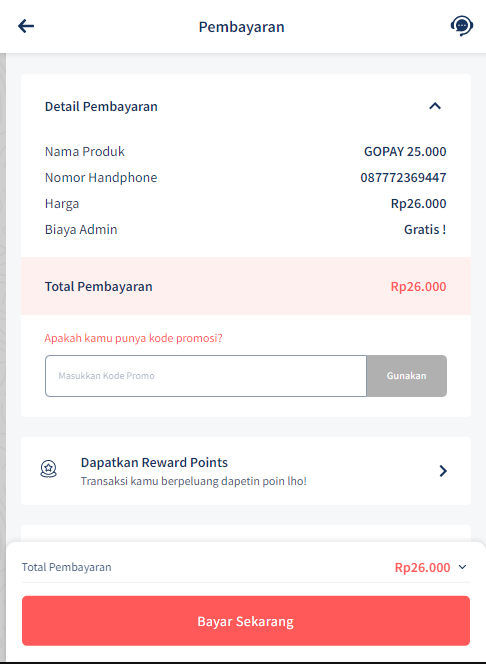 Pembayaran
Detail Pembayaran
Nama Produk GOPAY 25.000
Nomor Handphone 087772369447
Harga Rp26.000
Biaya Admin Gratis !
Total Pembayaran Rp26.000
Apakah kamu punya kode promosi?
Masukkan Kode Promo Gunakan
Dapatkan Reward Points
Transaksi kamu berpeluang dapetin poin lho!
Total Pembayaran Rp26.000
Bayar Sekarang